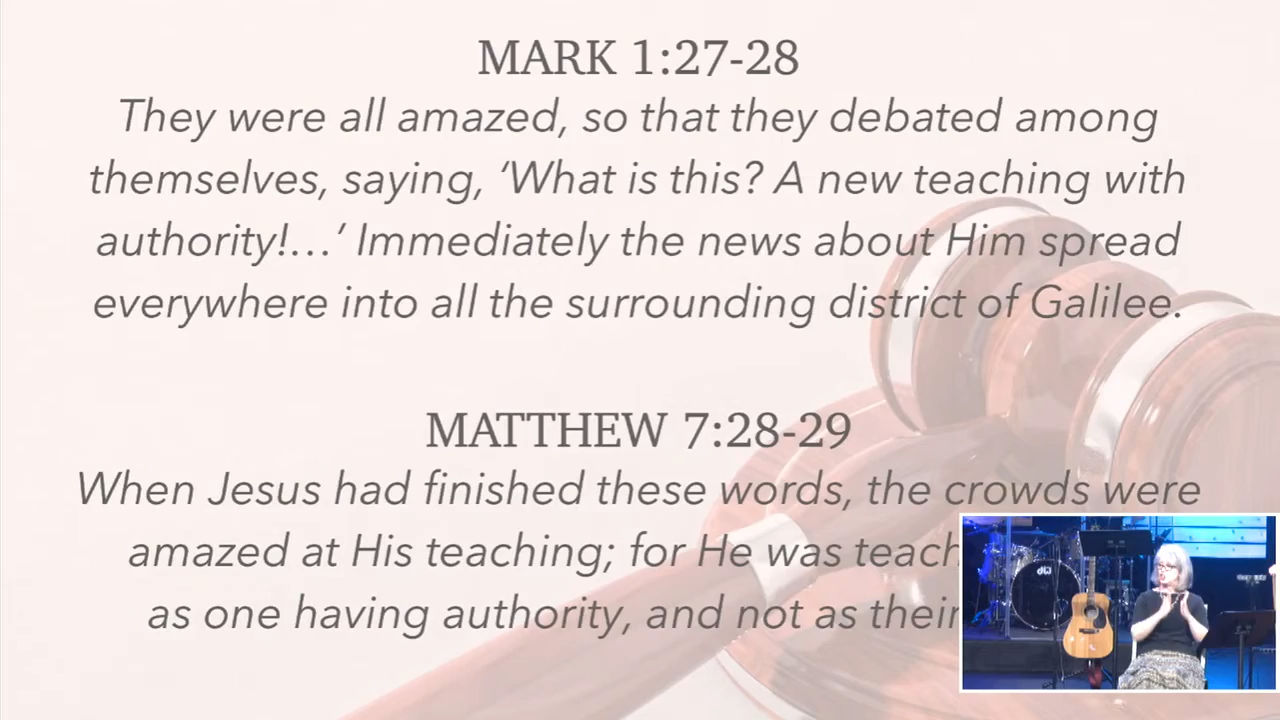 MARK 1:27-28
They were all amazed, so that they debated among
themselves, saying, ‘What is this? A new teaching with
authority!...’ Immediately the news about Him spread
everywhere into all the surrounding district of Galilee.
MATTHEW 7:28-29
When Jesus had finished these words, the crowds were
amazed at His teaching; for He was teach
as one having authority, and not as their
dw